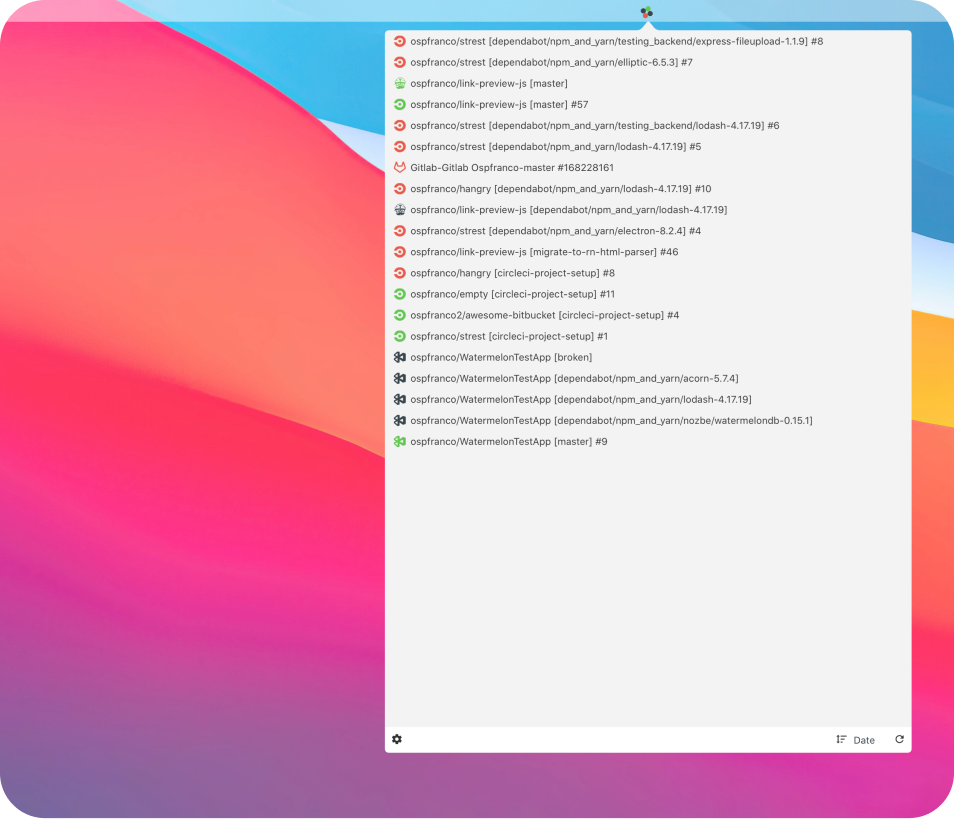 ospfranco/strest [dependabot/npm_and_yarn/testing_backend/express-fileupload-1.1.9] #8
ospfranco/strest [dependabot/npm_and_yarn/elliptic-6.5.3] #7
ospfranco/link-preview-js [master]
ospfranco/link-preview-js [master] #57
ospfranco/strest [dependabot/npm_and_yarn/testing_backend/lodash-4.17.19] #6
ospfranco/strest [dependabot/npm_and_yarn/lodash-4.17.19] #5
Gitlab-Gitlab Ospfranco-master #168228161
ospfranco/hangry [dependabot/npm_and_yarn/lodash-4.17.19] #10
ospfranco/link-preview-js [dependabot/npm_and_yarn/lodash-4.17.19]
ospfranco/strest [dependabot/npm_and_yarn/electron-8.2.4] #4
ospfranco/link-preview-js [migrate-to-rn-html-parser] #46
ospfranco/hangry [circleci-project-setup] #8
ospfranco/empty [circleci-project-setup] #11
ospfranco2/awesome-bitbucket [circleci-project-setup] #4
ospfranco/strest [circleci-project-setup] #1
ospfranco/WatermelonTestApp [broken]
ospfranco/WatermelonTestApp [dependabot/npm_and_yarn/acorn-5.7.4]
ospfranco/WatermelonTestApp [dependabot/npm_and_yarn/lodash-4.17.19]
ospfranco/WatermelonTestApp [dependabot/npm_and_yarn/nozbe/watermelondb-0.15.1]
ospfranco/WatermelonTestApp [master] #9
Date